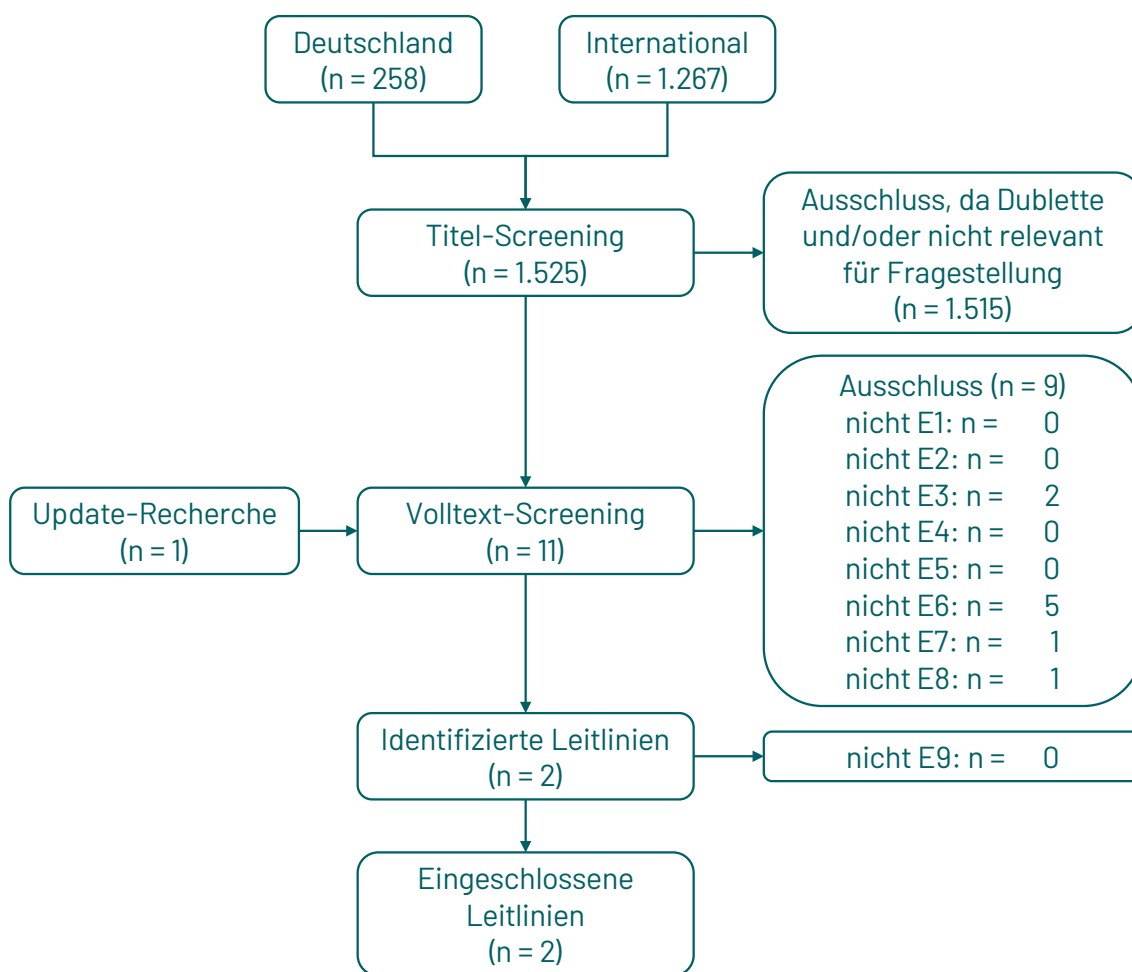 Deutschland
(n = 258)
International
(n = 1.267)
Titel-Screening
(n = 1.525)
Ausschluss, da Dublette
und/oder nicht relevant
für Fragestellung
(n = 1.515)
Update-Recherche
(n = 1)
Volltext-Screening
(n = 11)
Ausschluss (n = 9)
nicht E1: n = 0
nicht E2: n = 0
nicht E3: n = 2
nicht E4: n = 0
nicht E5: n = 0
nicht E6: n = 5
nicht E7: n = 1
nicht E8: n = 1
Identifizierte Leitlinien
(n = 2)
nicht E9: n = 0
Eingeschlossene
Leitlinien
(n = 2)